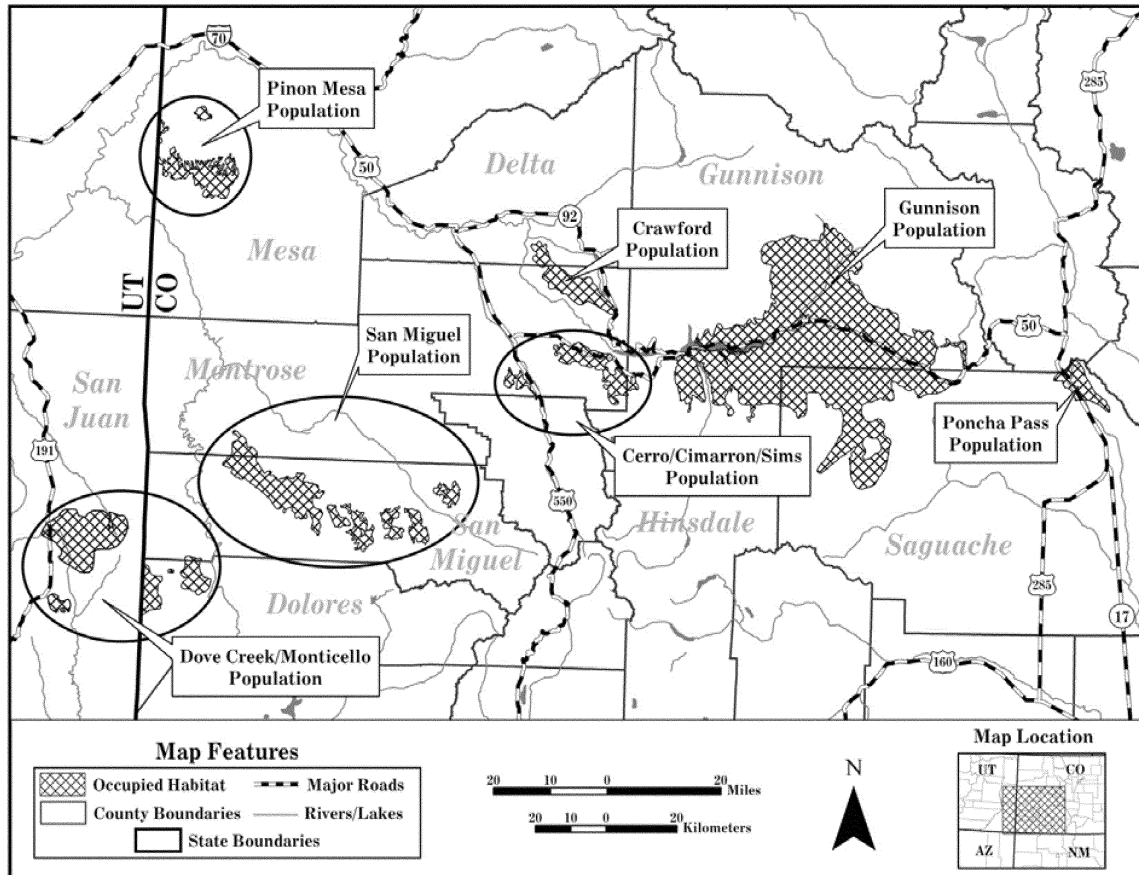 70
Pinon Mesa
Population
285
50
Delta
Gunnison
92
Crawford
Population
Gunnison
Population
Mesa
UT
CO
San Miguel
Population
50
Montrose
San
Juan
Poncha Pass
Population
191
Cerro/Cimarron/Sims
Population
550
San
Miguel
Hinsdale
Saguache
285
Dolores
17
Dove Creek/Monticello
Population
160
Map Features
Occupied Habitat
Major Roads
County Boundaries
Rivers/Lakes
State Boundaries
20 10 0 20
Miles
20 10 0 20
Kilometers
N
Map Location
UT
CO
AZ
NM